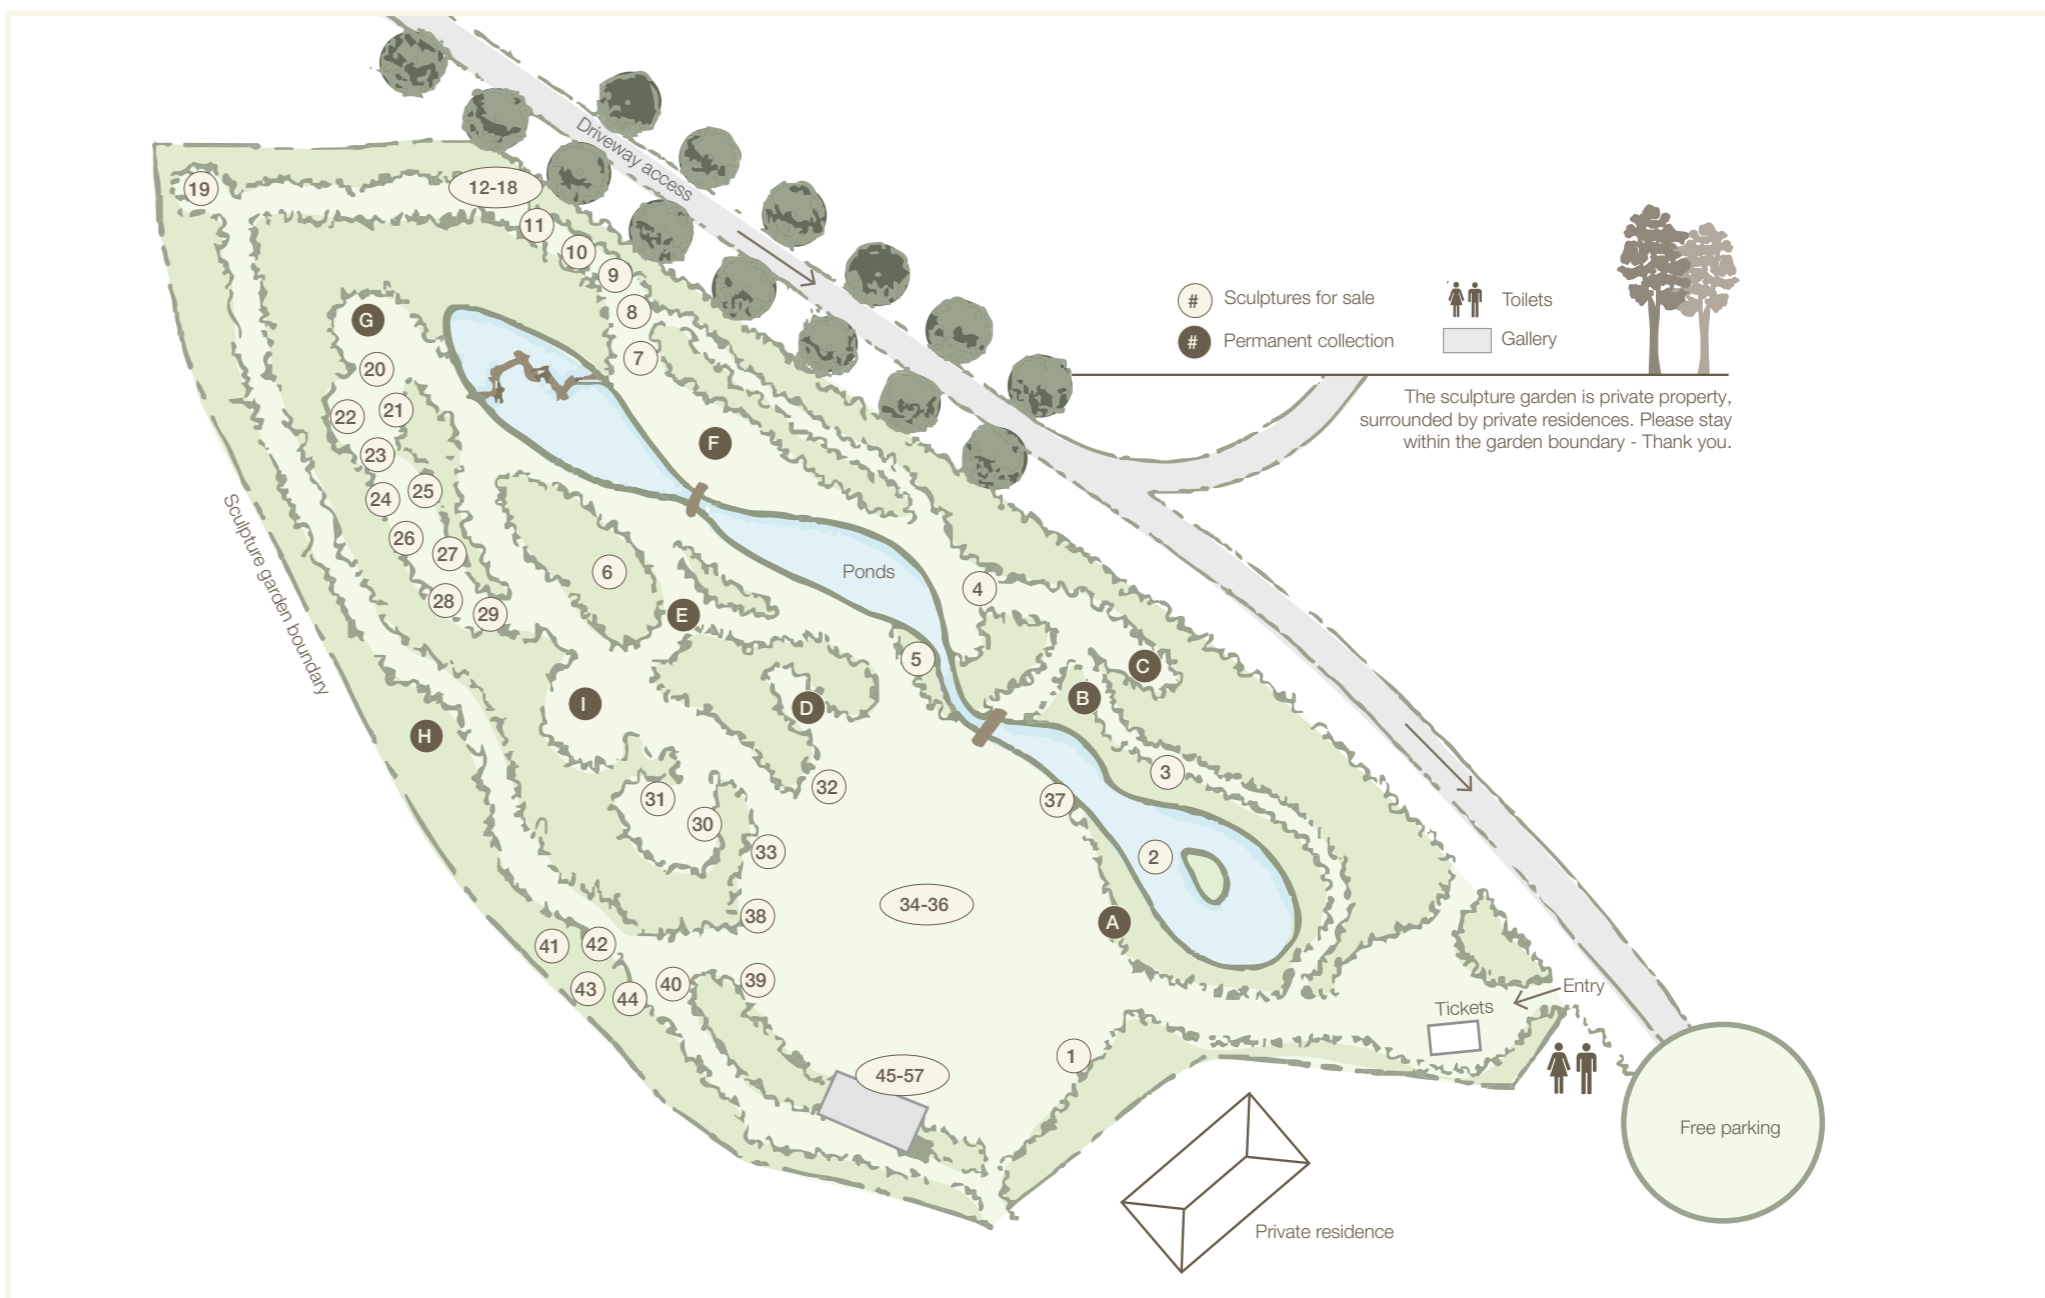 Driveway access
19
12-18
11
10
9
8
7
G
20
21
22
23
24
25
26
27
28
29
F
6
E
Ponds
4
5
C
B
I
D
H
3
32
31
30
37
33
2
34-36
38
A
41
42
43
44
40
39
45-57
1
Sculpture garden boundary
# Sculptures for sale
# Permanent collection
Toilets
Gallery
The sculpture garden is private property,
surrounded by private residences. Please stay
within the garden boundary - Thank you.
Entry
Tickets
Free parking
Private residence